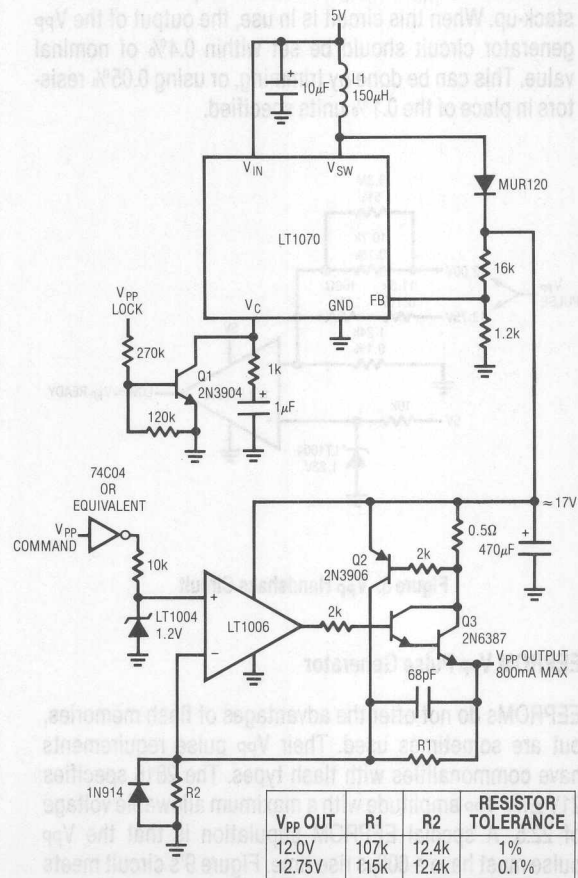 stack-up. When this circuit is in use, the output of the VPP
generator circuit should be set within 0.4% of nominal
value. This can be done by trimming, or using 0.05% resis-
tors in place of the 0.1% units specified.
5V
10μF
L1
150μH
VIN
VSW
MUR120
LT1070
16k
VC
GND
FB
1.2k
VPP
LOCK
270k
Q1
2N3904
1k
1μF
120k
74C04
OR
EQUIVALENT
VPP
COMMAND
10k
LT1004
1.2V
LT1006
≈17V
0.5Ω
470μF
Q2
2N3906
2k
2k
Q3
2N6387
VPP OUTPUT
800mA MAX
68pF
R1
1N914
R2
VPP OUT R1 R2 RESISTOR TOLERANCE
12.0V 107k 12.4k 1%
12.75V 115k 12.4k 0.1%
VPP Handshake Circuit
Pulse Generator
EEPROMs do not offer the advantages of flash memories,
but are sometimes used. Their VPP pulse requirements
have commonalities with flash types.